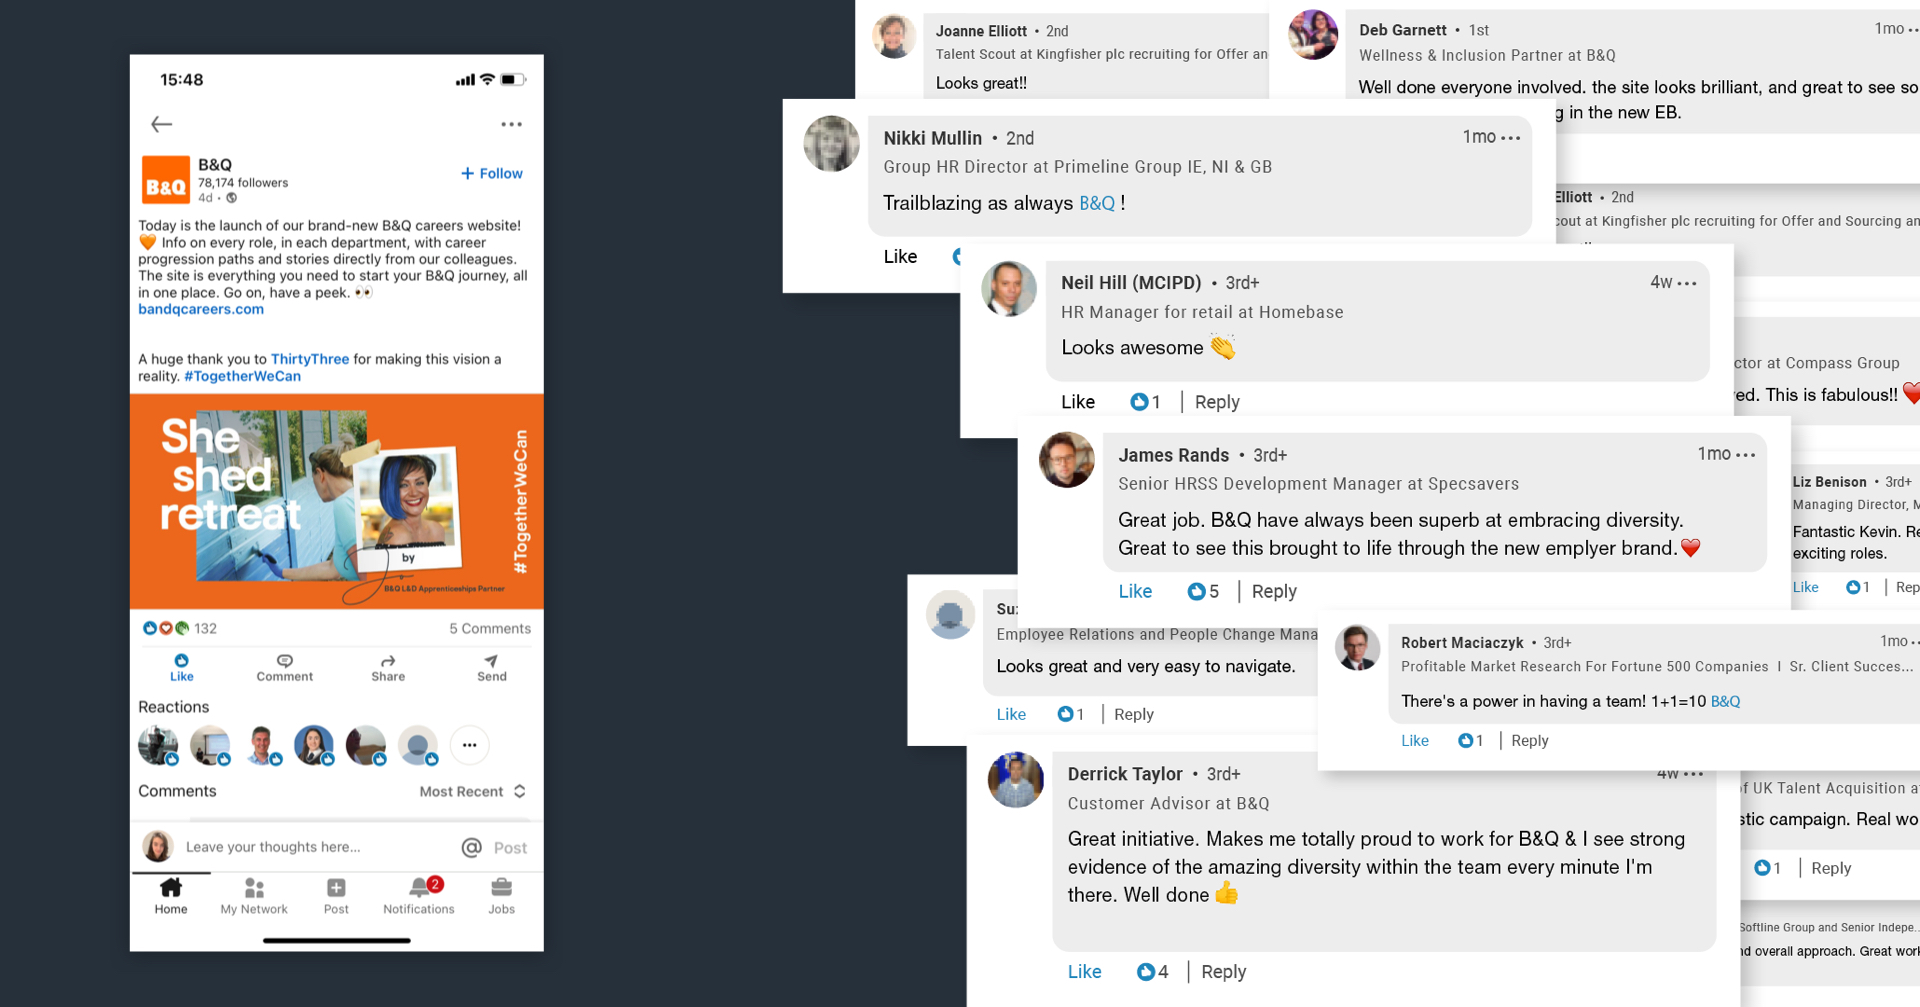 15:48
B&Q
B&Q
78,174 followers
+ Follow
4d •
Today is the launch of our brand-new B&Q careers website!
🧡 Info on every role, in each department, with career
progression paths and stories directly from our colleagues.
The site is everything you need to start your B&Q journey, all
in one place. Go on, have a peek. 👀
bandqcareers.com
A huge thank you to ThirtyThree for making this vision a
reality. #TogetherWeCan
She
shed
retreat
by
Jo
B&Q L&D Apprenticeships Partner
#TogetherWeCan
132
5 Comments
Like
Comment
Share
Send
Reactions
Comments
Most Recent
Leave your thoughts here...
@ Post
2
Home
My Network
Post
Notifications
Jobs
Joanne Elliott • 2nd
Talent Scout at Kingfisher plc recruiting for Offer an
Looks great!!
Deb Garnett • 1st
1mo
Wellness & Inclusion Partner at B&Q
Well done everyone involved. the site looks brilliant, and great to see so
g in the new EB.
Nikki Mullin • 2nd
1mo •••
Group HR Director at Primeline Group IE, NI & GB
Trailblazing as always B&Q !
Like
Elliott • 2nd
cout at Kingfisher plc recruiting for Offer and Sourcing an
Neil Hill (MCIPD) • 3rd+
4w •••
HR Manager for retail at Homebase
Looks awesome 👏
Like
1
Reply
ctor at Compass Group
ed. This is fabulous!! ❤️
James Rands • 3rd+
1mo •••
Senior HRSS Development Manager at Specsavers
Great job. B&Q have always been superb at embracing diversity.
Great to see this brought to life through the new emplyer brand.❤️
Like
5
Reply
Liz Benison • 3rd+
Managing Director, M
Fantastic Kevin. Re
exciting roles.
Like
1
Rep
Su
Employee Relations and People Change Mana
Looks great and very easy to navigate.
Like
1
Reply
Robert Maciaczyk • 3rd+
1mo
Profitable Market Research For Fortune 500 Companies I Sr. Client Succes...
There's a power in having a team! 1+1=10 B&Q
Like
1
Reply
Derrick Taylor • 3rd+
4w •••
Customer Advisor at B&Q
Great initiative. Makes me totally proud to work for B&Q & I see strong
evidence of the amazing diversity within the team every minute I'm
there. Well done 👍
Like
4
Reply
of UK Talent Acquisition a
stic campaign. Real wo
1
Reply
Softline Group and Senior Indepe..
nd overall approach. Great work